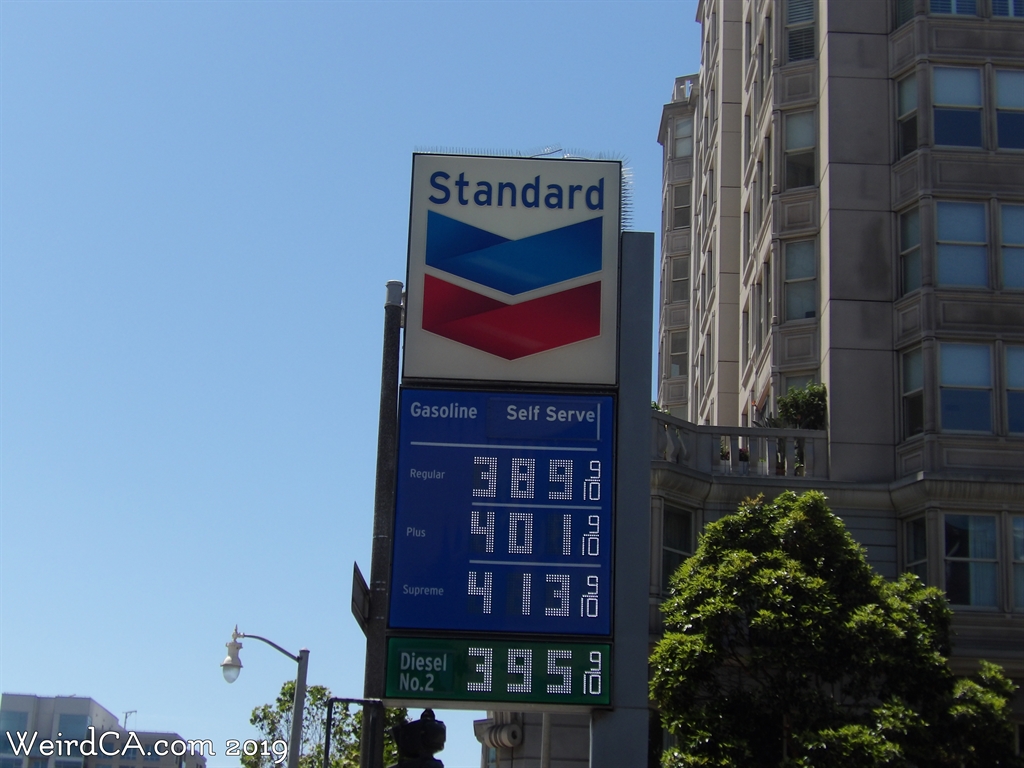 Standard
Gasoline Self Serve
Regular 389 9/10
Plus 401 9/10
Supreme 413 9/10
Diesel No.2 395 9/10
WeirdCA.com 2019